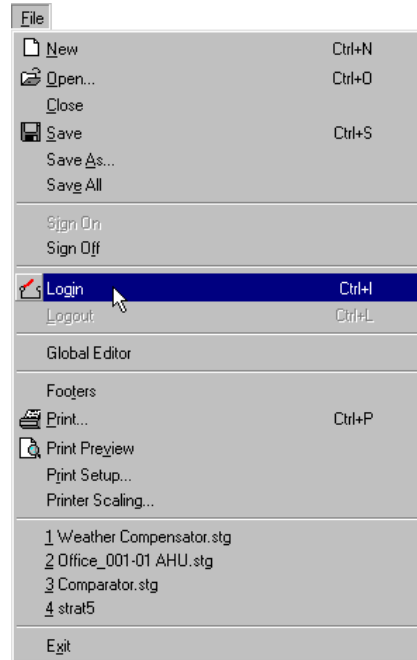 File
New Ctrl+N
Open... Ctrl+O
Close
Save Ctrl+S
Save As...
Save All
Sign On
Sign Off
Login Ctrl+I
Logout Ctrl+L
Global Editor
Footers
Print... Ctrl+P
Print Preview
Print Setup...
Printer Scaling...
1 Weather Compensator.stg
2 Office_001-01 AHU.stg
3 Comparator.stg
4 strat5
Exit